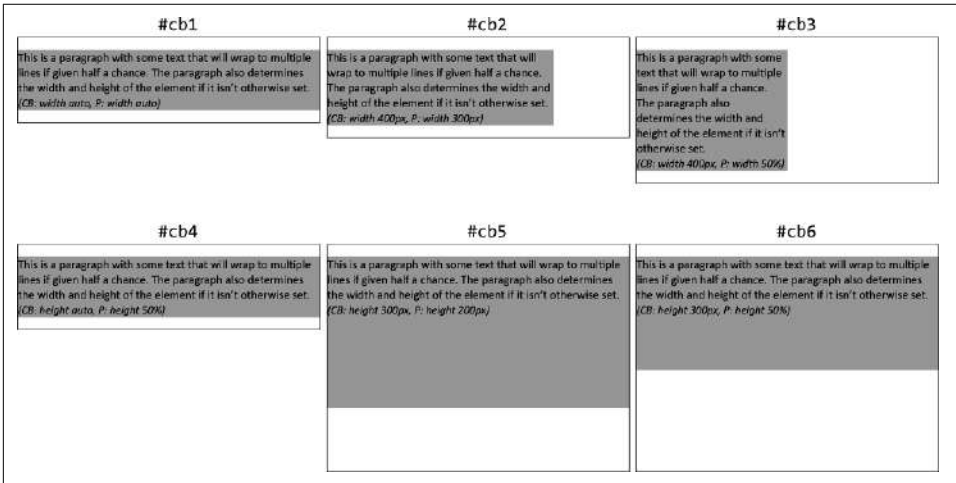 #cb1
This is a paragraph with some text that will wrap to multiple
lines if given half a chance. The paragraph also determines
the width and height of the element if it isn't otherwise set.
(CB: width auto, P: width auto)
#cb2
This is a paragraph with some text that will
wrap to multiple lines if given half a chance.
The paragraph also determines the width and
height of the element if it isn't otherwise set.
(CB: width 400px, P: width 300px)
#cb3
This is a paragraph with some
text that will wrap to multiple
lines if given half a chance.
The paragraph also
determines the width and
height of the element if it isn't
otherwise set.
(CB: width 400px, P: width 50%)
#cb4
This is a paragraph with some text that will wrap to multiple
lines if given half a chance. The paragraph also determines
the width and height of the element if it isn't otherwise set.
(CB: height auto, P: height 50%)
#cb5
This is a paragraph with some text that will wrap to multiple
lines if given half a chance. The paragraph also determines
the width and height of the element if it isn't otherwise set.
(CB: height 300px, P: height 200px)
#cb6
This is a paragraph with some text that will wrap to multiple
lines if given half a chance. The paragraph also determines
the width and height of the element if it isn't otherwise set.
(CB: height 300px, P: height 50%)